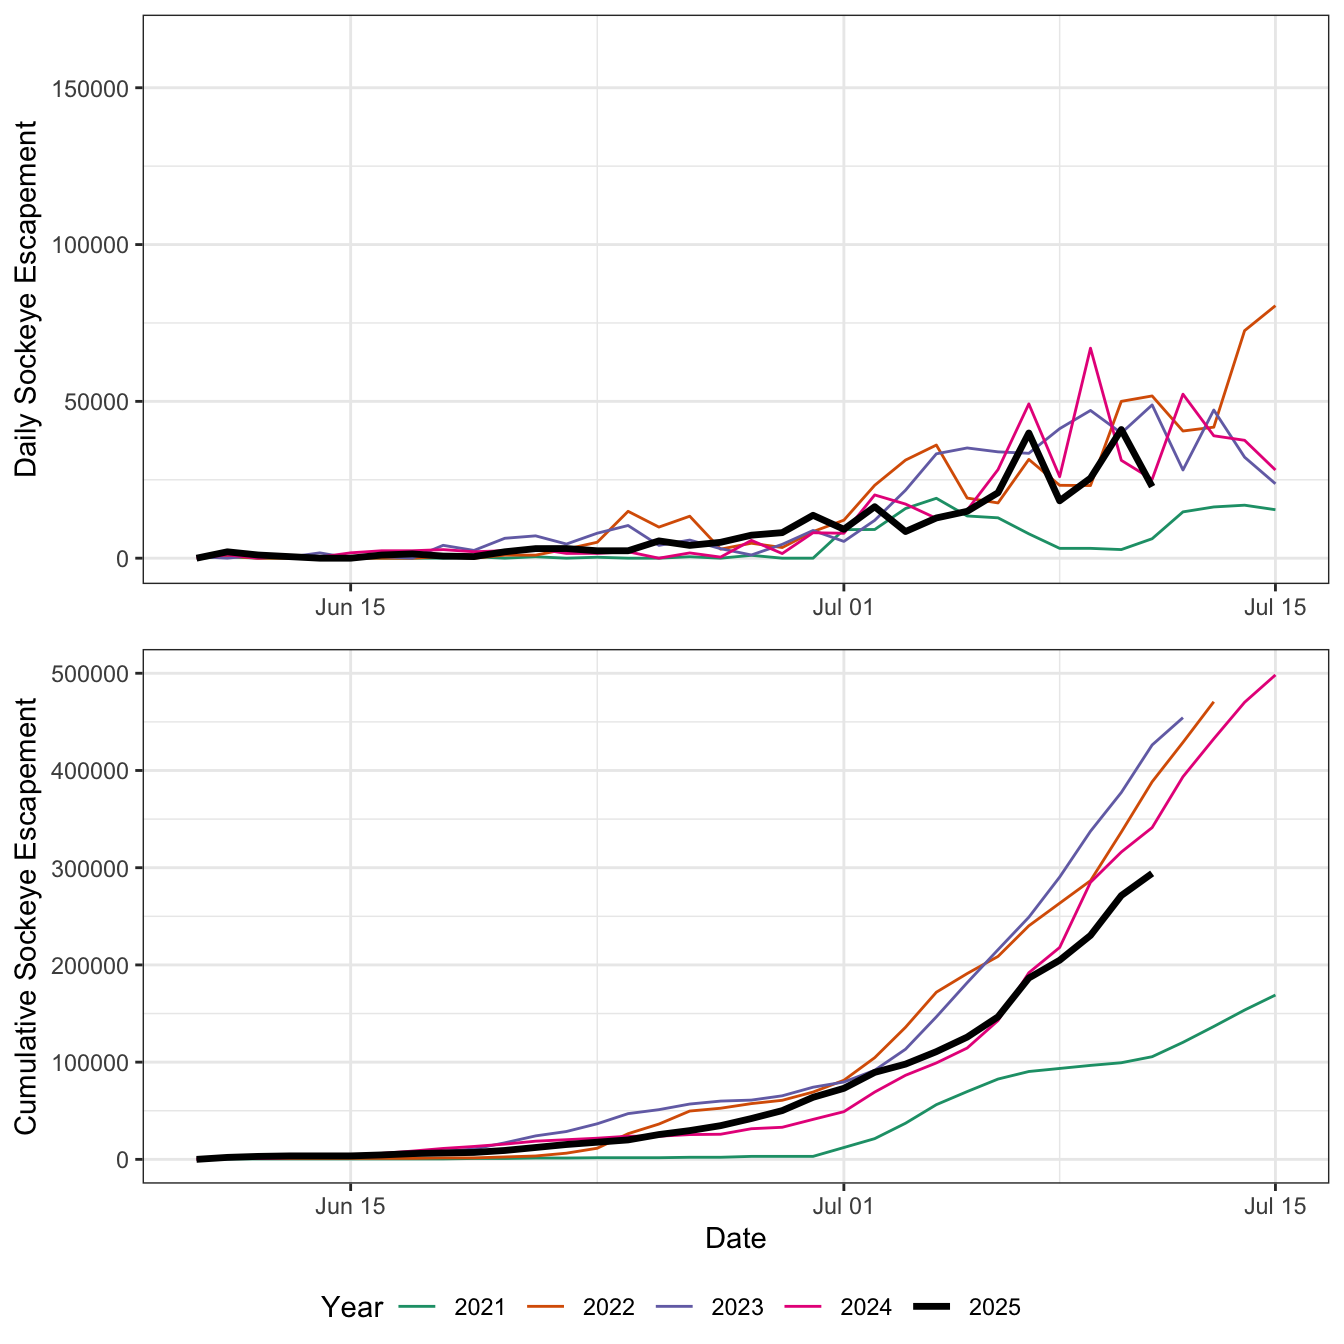 Daily Sockeye Escapement
150000
100000
50000
0
Jun 15 Jul 01 Jul 15
Cumulative Sockeye Escapement
500000
400000
300000
200000
100000
0
Jun 15 Jul 01 Jul 15
Date
Year 2021 2022 2023 2024 2025